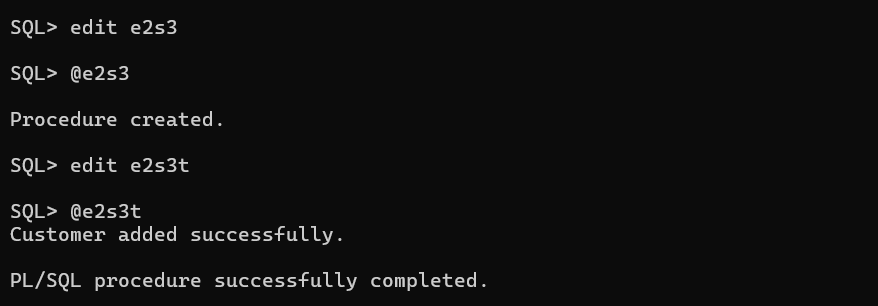 SQL> edit e2s3
SQL> @e2s3
Procedure created.
SQL> edit e2s3t
SQL> @e2s3t
Customer added successfully.
PL/SQL procedure successfully completed.